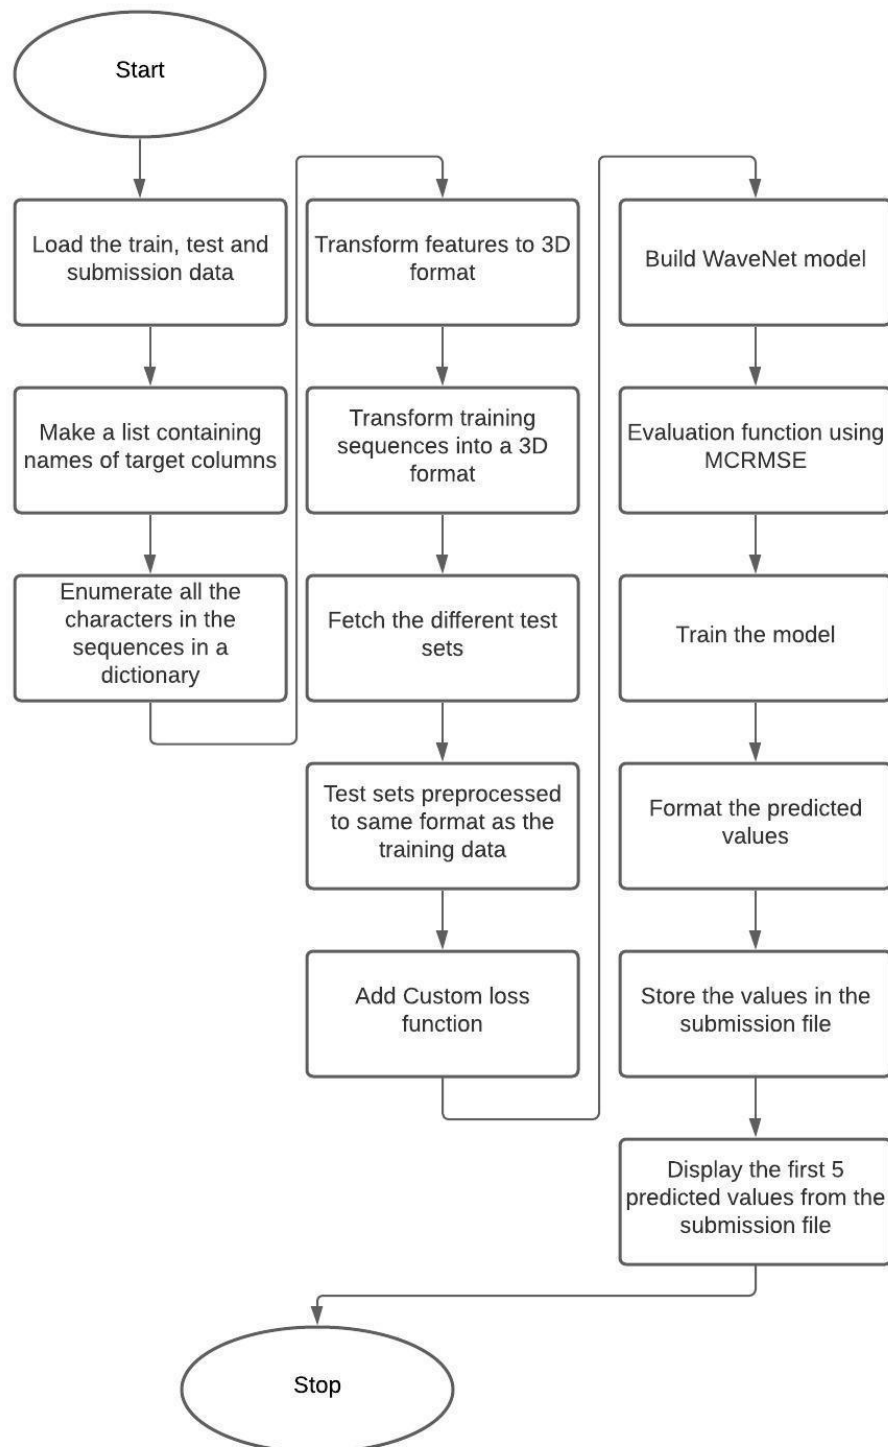 Start
Load the train, test and
submission data
Make a list containing
names of target columns
Enumerate all the
characters in the
sequences in a
dictionary
Transform features to 3D
format
Transform training
sequences into a 3D
format
Fetch the different test
sets
Test sets preprocessed
to same format as the
training data
Add Custom loss
function
Build WaveNet model
Evaluation function using
MCRMSE
Train the model
Format the predicted
values
Store the values in the
submission file
Display the first 5
predicted values from the
submission file
Stop